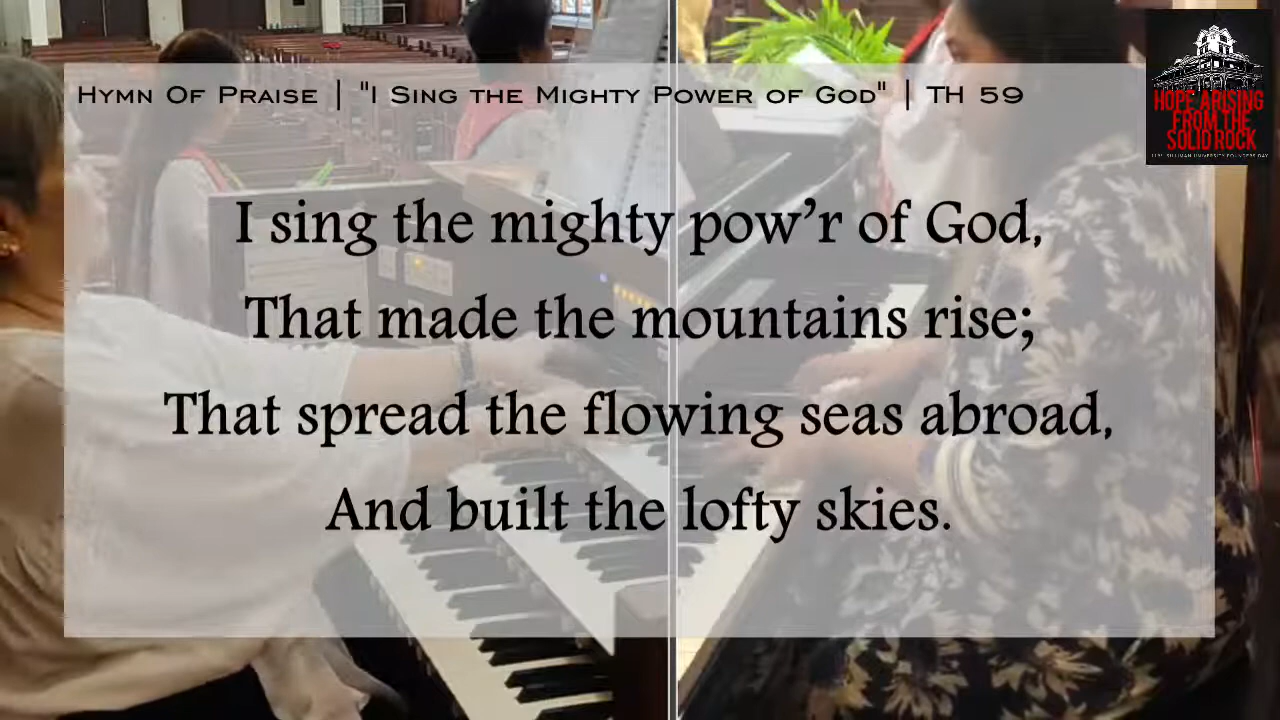 Hymn Of Praise | "I Sing the Mighty Power of God" | TH 59
HOPE ARISING
FROM THE
SOLID ROCK
I sing the mighty pow’r of God,
That made the mountains rise;
That spread the flowing seas abroad,
And built the lofty skies.